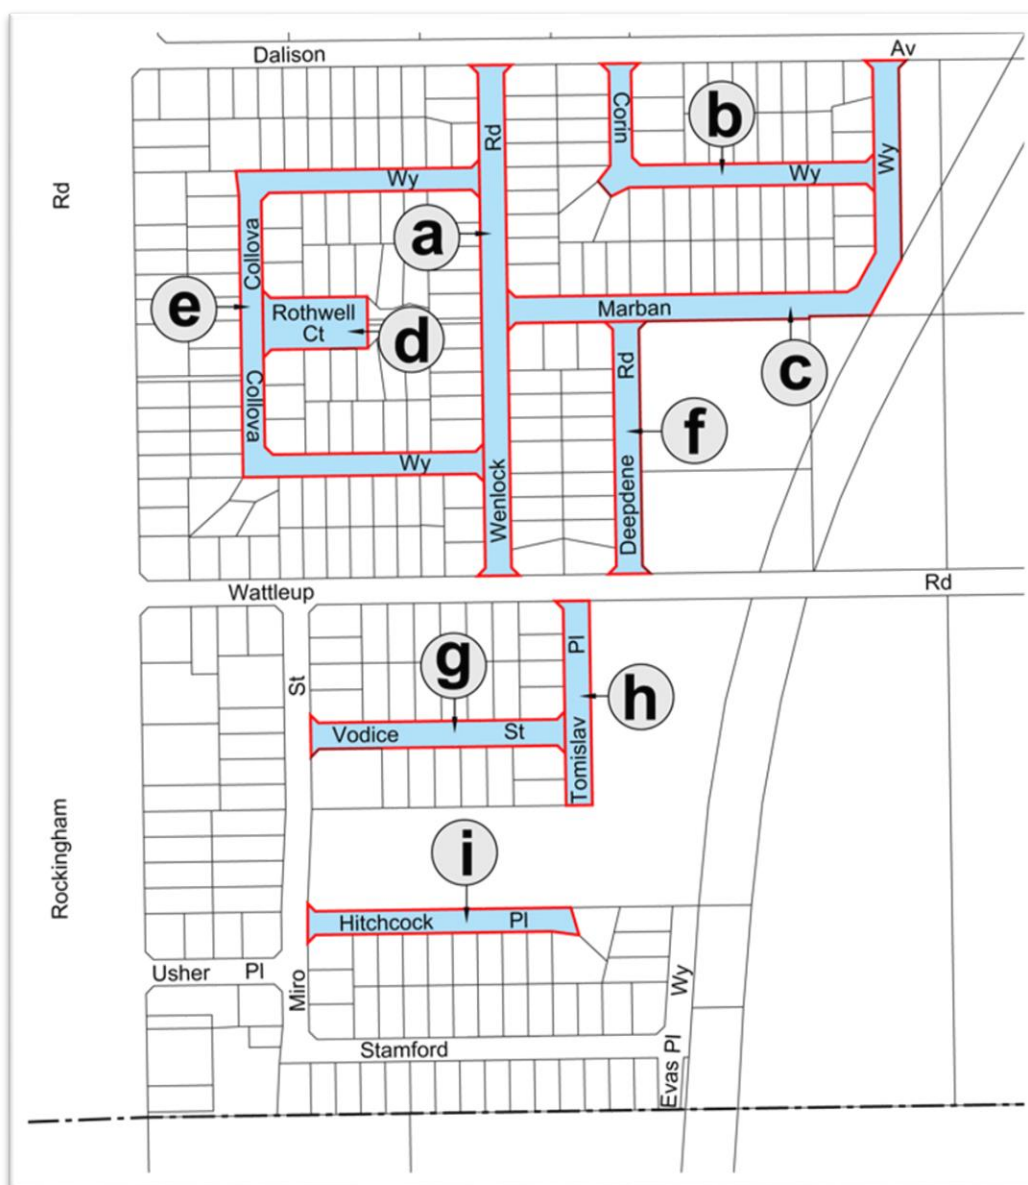 Dalison
Av
Rd
Rd
Corin
b
Wy
Wy
Wy
Collova
a
e
Rothwell
Ct
d
Marban
c
Rd
f
Collova
Wy
Wenlock
Deepdene
Wattleup
Rd
St
g
Pl
h
Vodice
St
Tomislav
Rockingham
i
Hitchcock
Pl
Usher
Pl
Miro
Wy
Stamford
Evas Pl